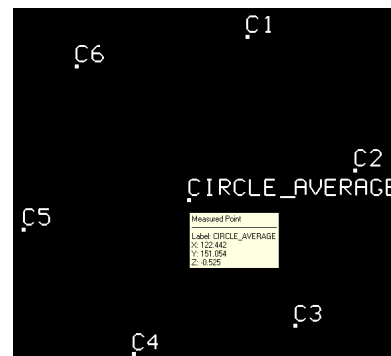 C1
C6
C2
CIRCLE_AVERAGE
Measured Point
Label: CIRCLE_AVERAGE
X: 122.442
Y: 151.054
Z: -0.525
C5
C3
C4